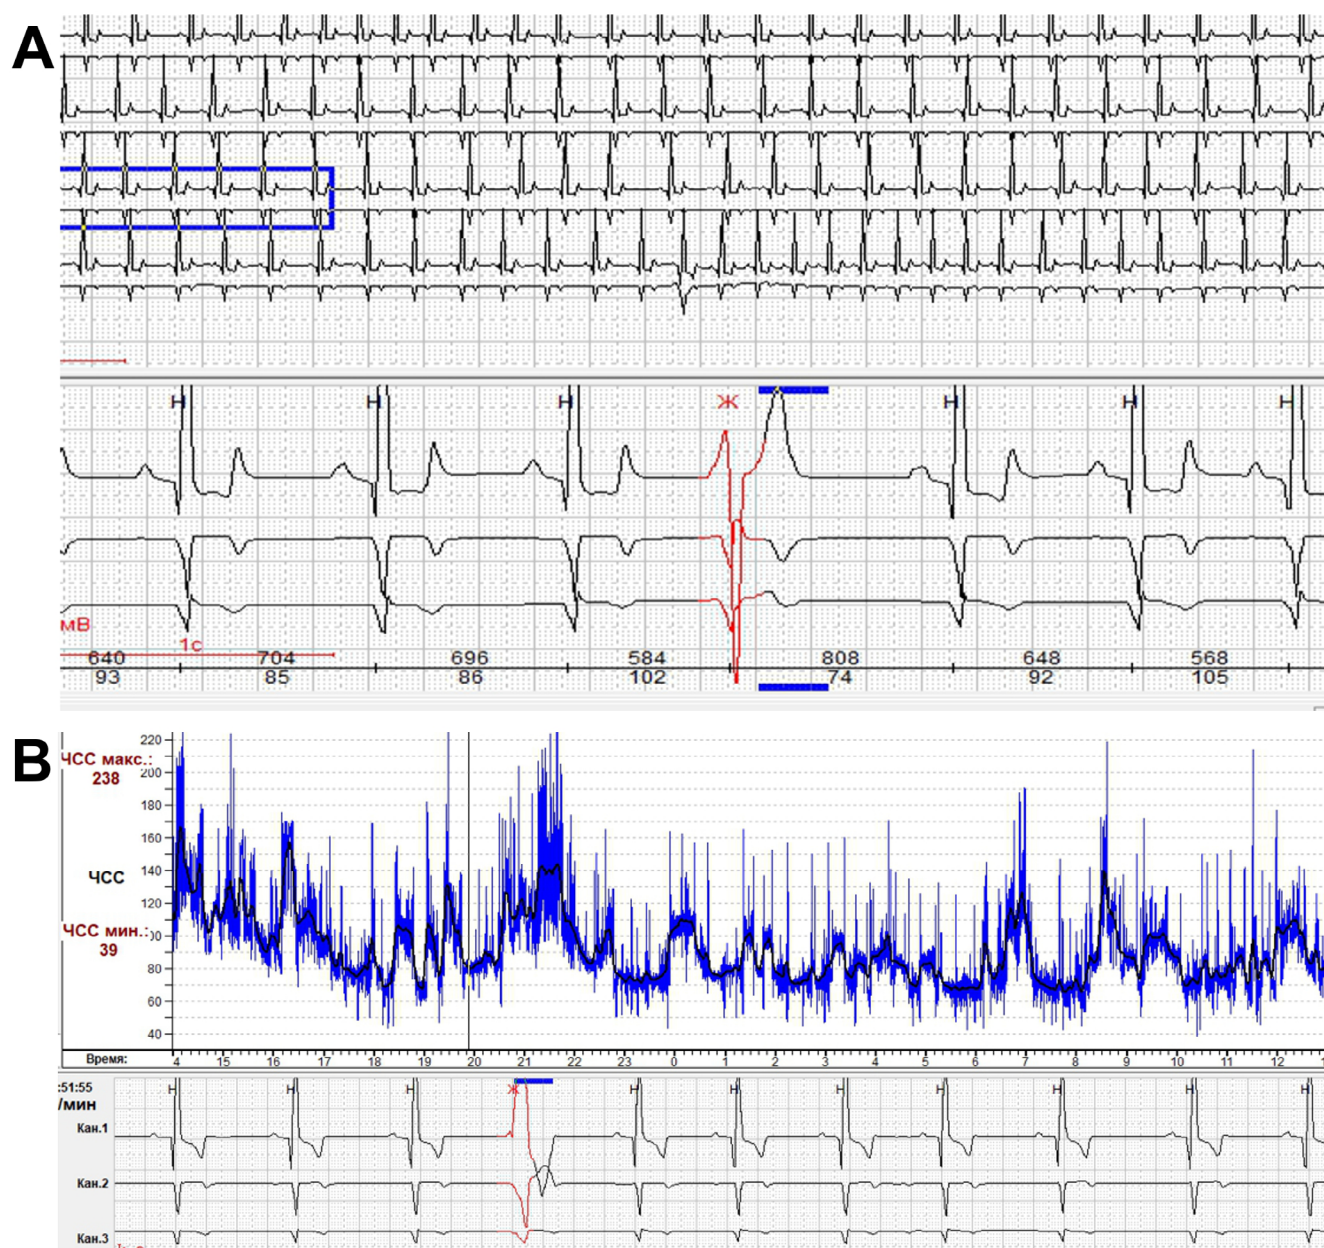 A
Н Н Н Ж Н Н Н
мВ
1с
640 704 696 584 808 648 568
93 85 86 102 74 92 105
B
ЧСС макс.:
238
ЧСС
ЧСС мин.:
39
220
200
180
160
140
120
00
80
60
40
Время: 4 15 16 17 18 19 20 21 22 23 0 1 2 3 4 5 6 7 8 9 10 11 12 1
:51:55
/мин
Н Н Н Ж Н Н Н Н Н Н Н
Кан.1
Кан.2
Кан.3